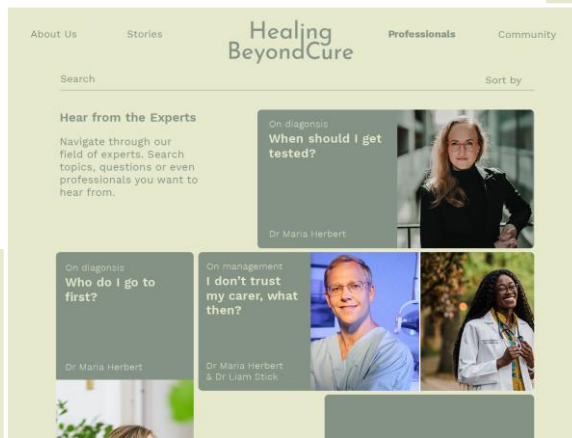 About Us
Stories
Healing
BeyondCure
Professionals
Community
Search
Sort by
Hear from the Experts
Navigate through our
field of experts. Search
topics, questions or even
professionals you want to
hear from.
On diagonsis
When should I get
tested?
Dr Maria Herbert
On diagonsis
Who do I go to
first?
Dr Maria Herbert
On management
I don't trust
my carer, what
then?
Dr Maria Herbert
& Dr Liam Stick